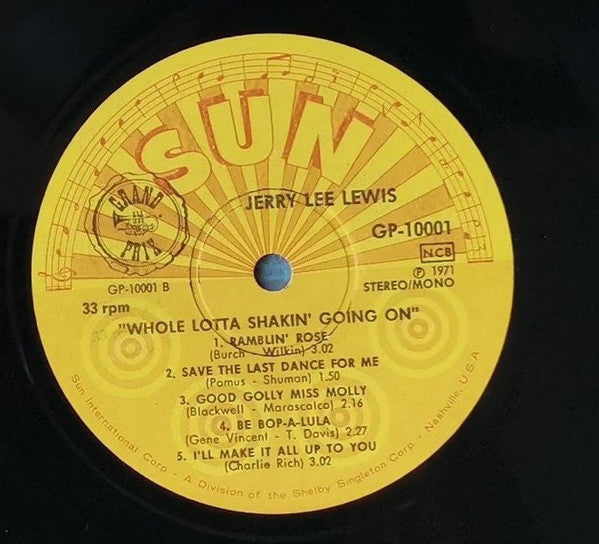 SUN
JERRY LEE LEWIS
GRAND
PRIX
GP-10001
NCB
GP-10001 B
℗ 1971
STEREO/MONO
33 rpm
"WHOLE LOTTA SHAKIN' GOING ON"
1. RAMBLIN' ROSE
(Burch - Wilkin) 3.02
2. SAVE THE LAST DANCE FOR ME
(Pomus - Shuman) 1.50
3. GOOD GOLLY MISS MOLLY
(Blackwell - Marascalco) 2.16
4. BE BOP-A-LULA
(Gene Vincent - T. Davis) 2.27
5. I'LL MAKE IT ALL UP TO YOU
(Charlie Rich) 3.02
Sun International Corp. - A Division of the Shelby Singleton Corp. - Nashville, U.S.A